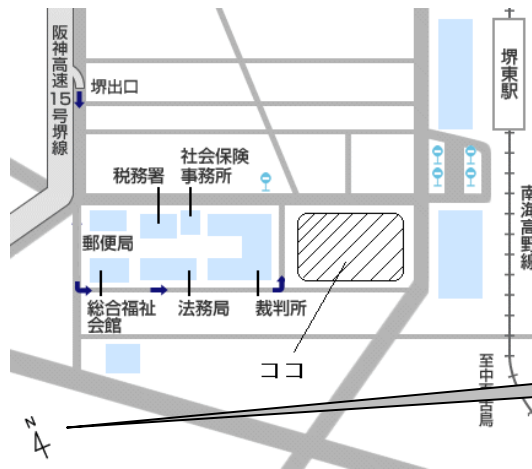 阪神高速15号堺線
堺出口
堺東駅
社会保険
事務所
税務署
南海高野線
郵便局
総合福祉
会館
法務局
裁判所
ココ
至中百舌鳥
N